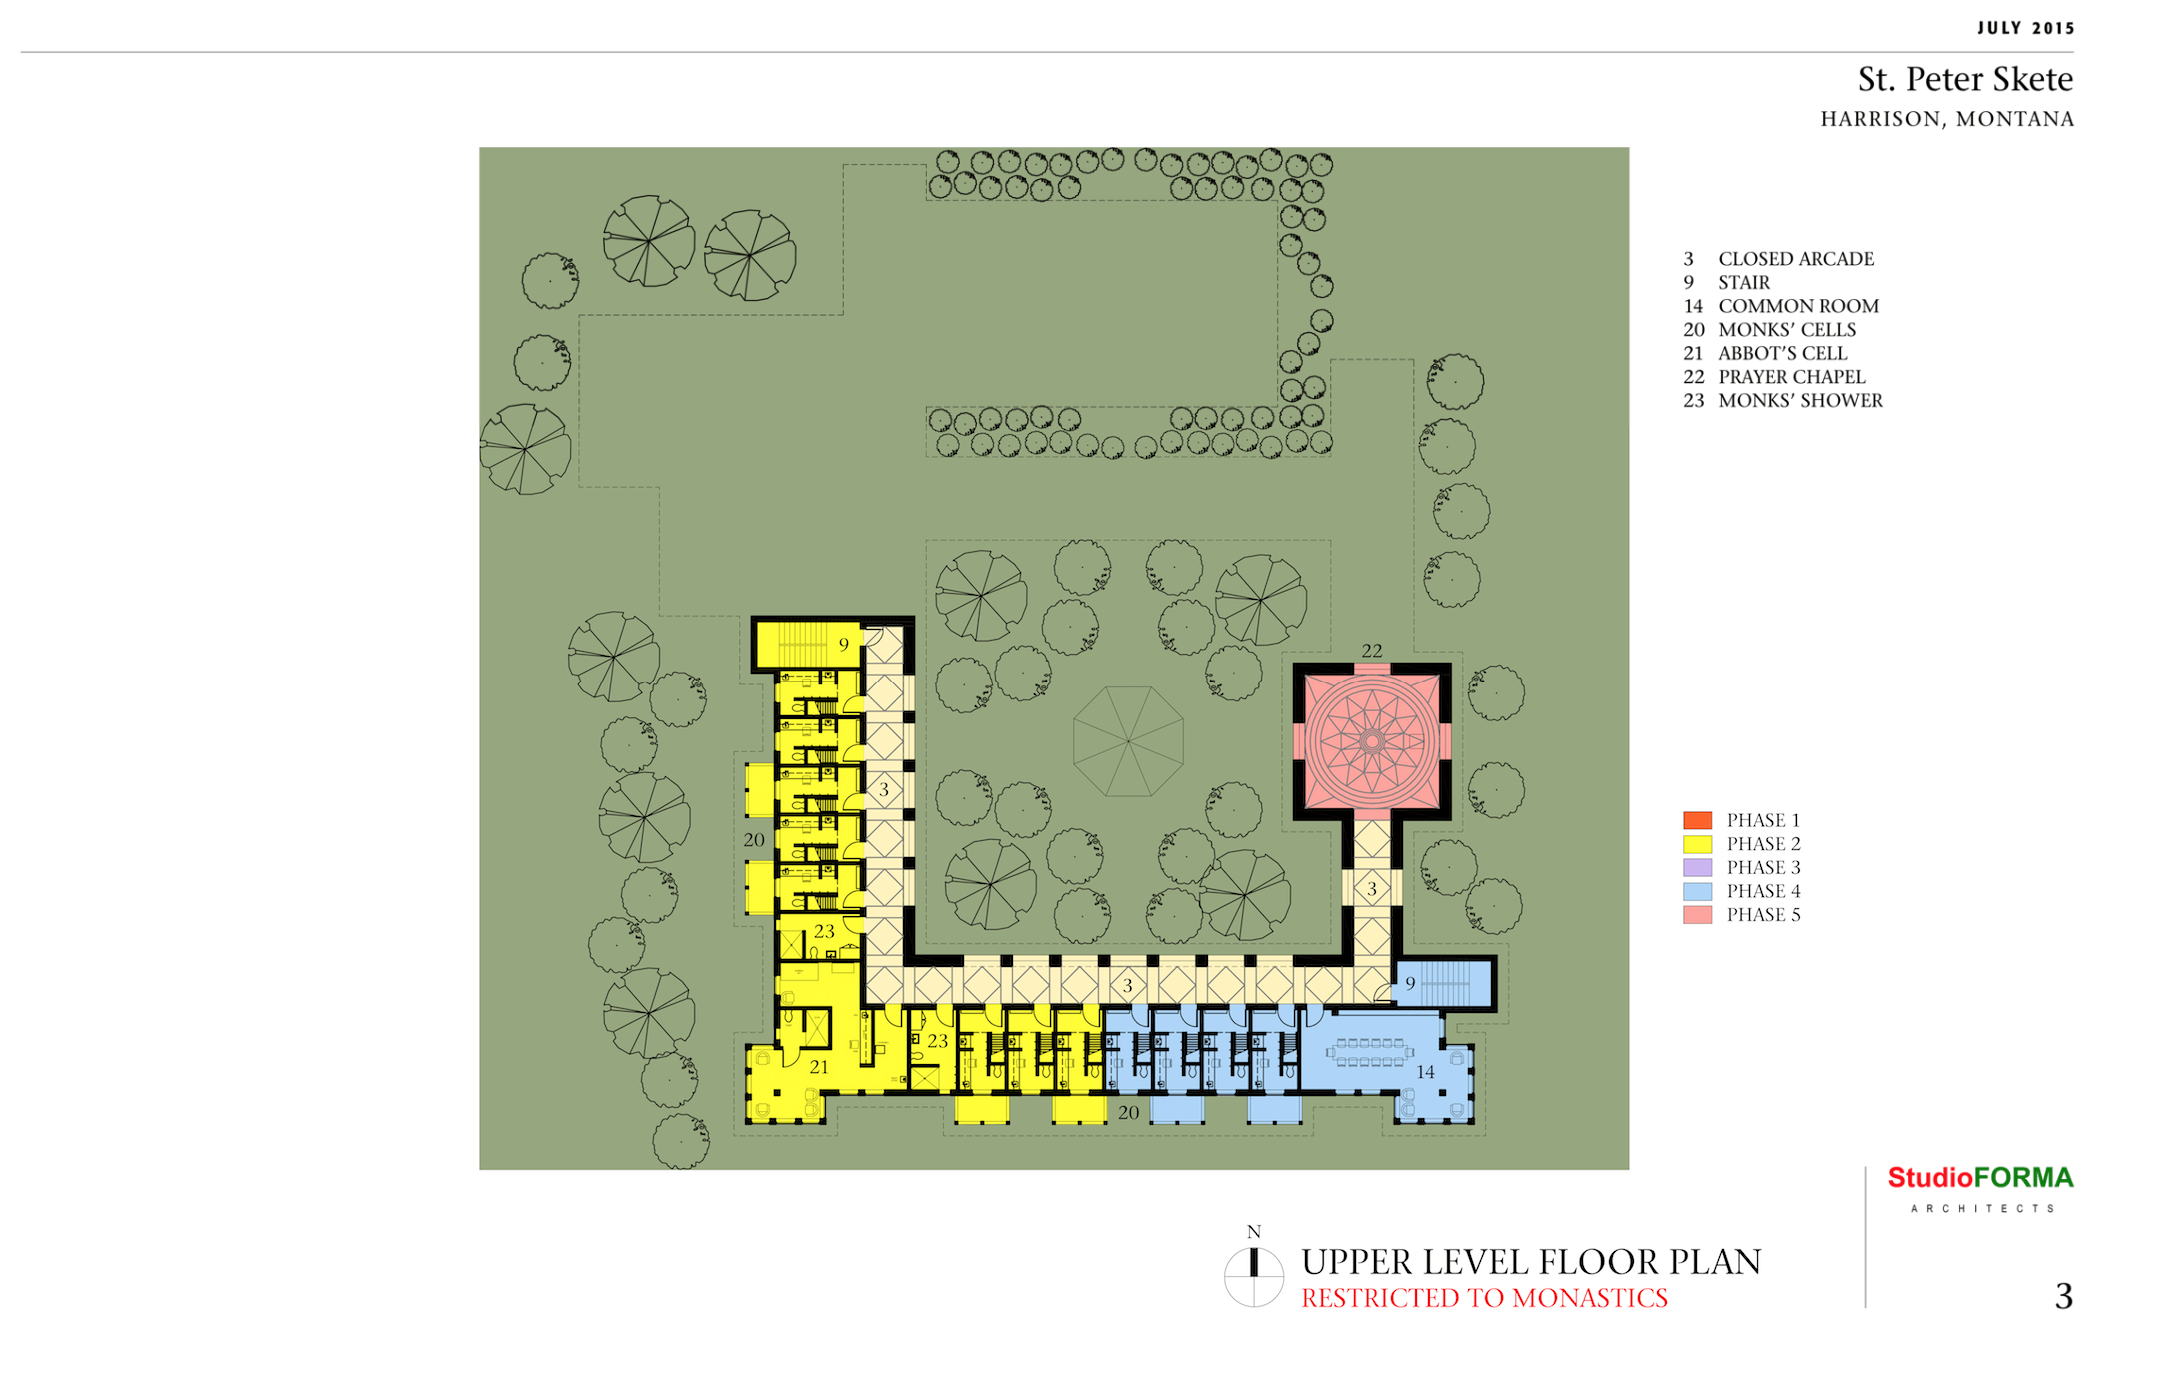 JULY 2015
St. Peter Skete
HARRISON, MONTANA
3 CLOSED ARCADE
9 STAIR
14 COMMON ROOM
20 MONKS' CELLS
21 ABBOT'S CELL
22 PRAYER CHAPEL
23 MONKS' SHOWER
9
22
3
20
3
23
3
9
23
21
14
20
PHASE 1
PHASE 2
PHASE 3
PHASE 4
PHASE 5
StudioFORMA
ARCHITECTS
N
UPPER LEVEL FLOOR PLAN
RESTRICTED TO MONASTICS
3